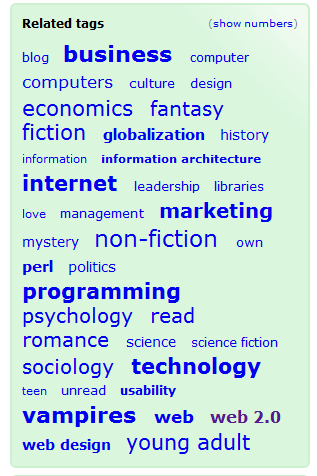 Related tags (show numbers)
blog business computer
computers culture design
economics fantasy
fiction globalization history
information information architecture
internet leadership libraries
love management marketing
mystery non-fiction own
perl politics
programming
psychology read
romance science science fiction
sociology technology
teen unread usability
vampires web web 2.0
web design young adult